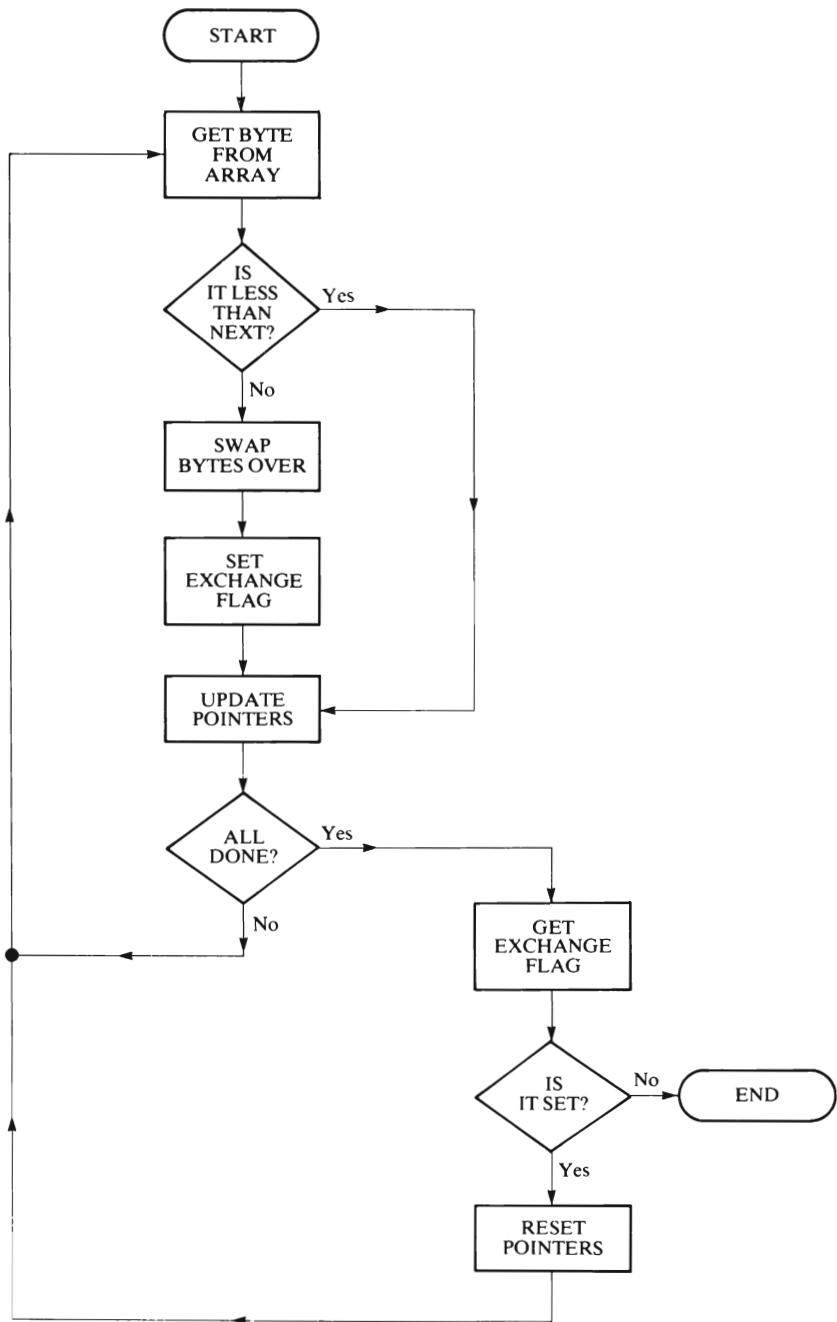 START
GET BYTE
FROM
ARRAY
IS
IT LESS
THAN
NEXT?
Yes
No
SWAP
BYTES OVER
SET
EXCHANGE
FLAG
UPDATE
POINTERS
ALL
DONE?
Yes
No
GET
EXCHANGE
FLAG
IS
IT SET?
No
END
Yes
RESET
POINTERS